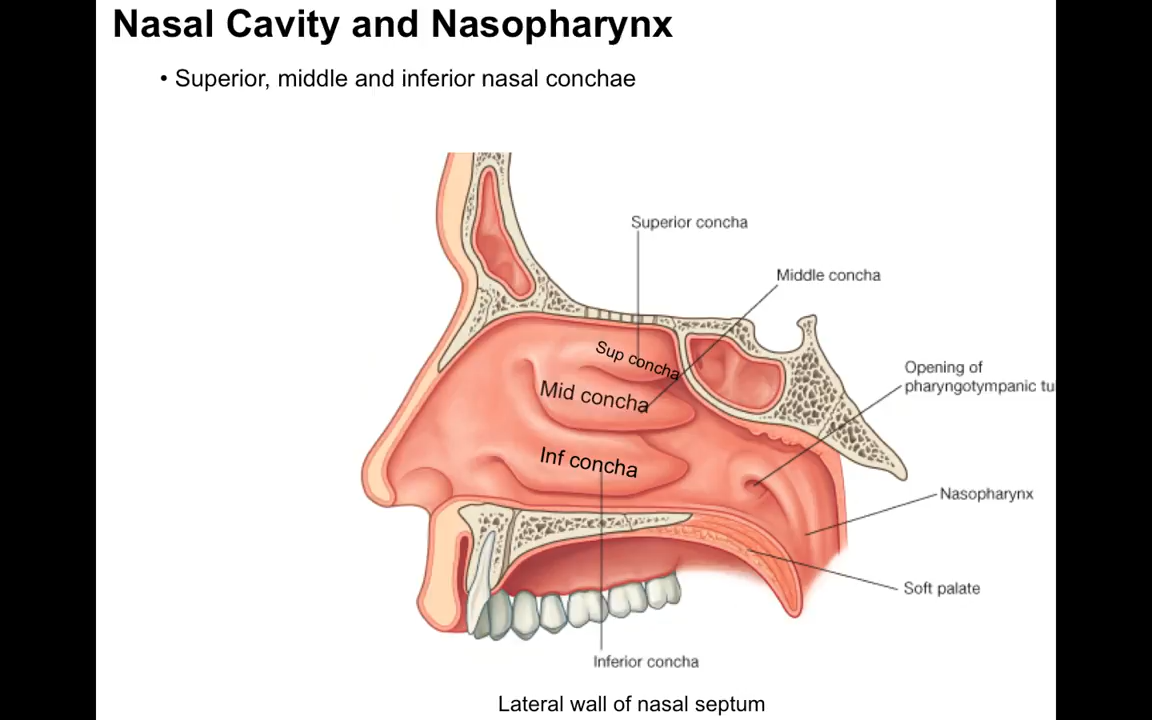 Nasal Cavity and Nasopharynx
• Superior, middle and inferior nasal conchae
Superior concha
Middle concha
Sup concha
Opening of
pharyngotympanic tu
Mid concha
Inf concha
Nasopharynx
Soft palate
Inferior concha
Lateral wall of nasal septum